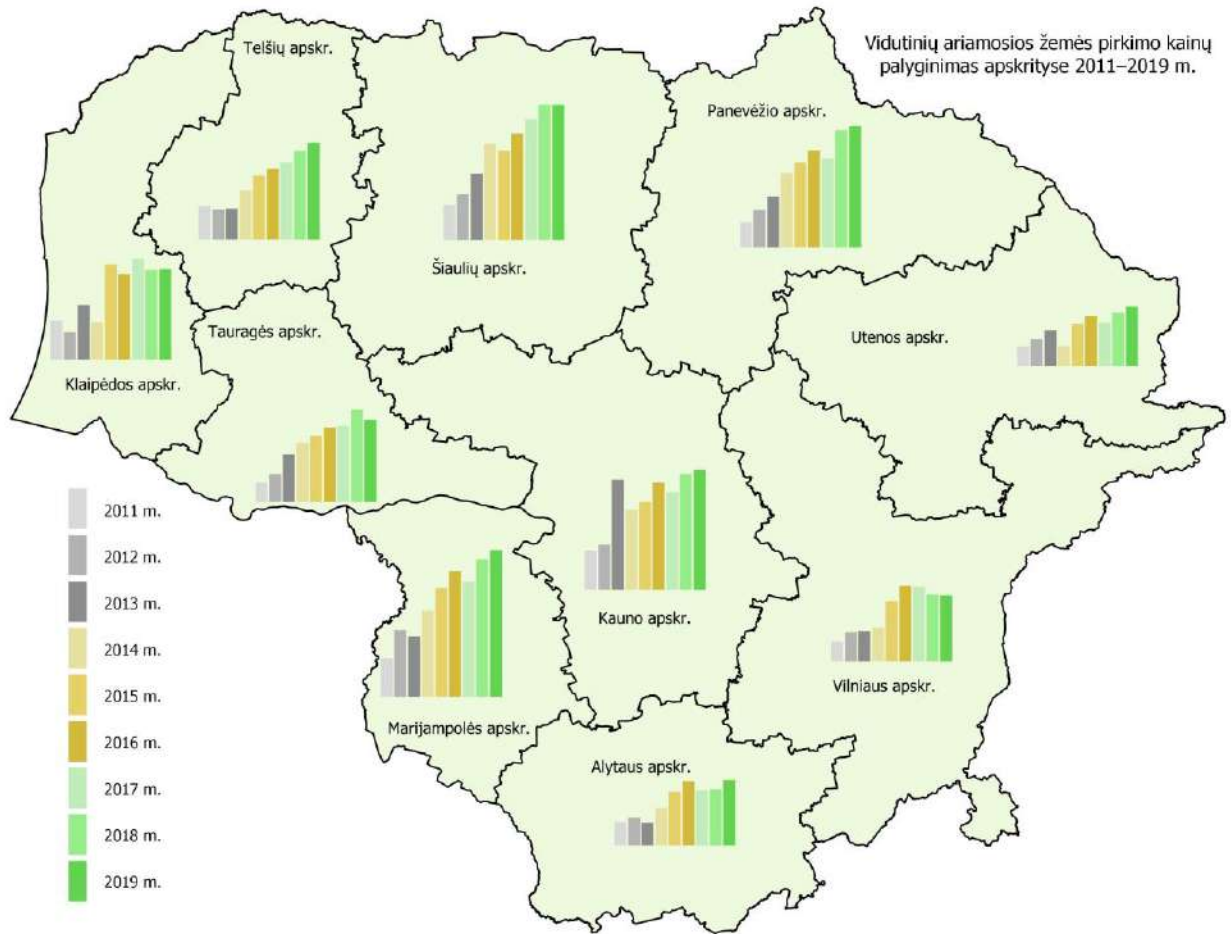 Vidutinių ariamosios žemės pirkimo kainų
palyginimas apskrityse 2011–2019 m.
Telšių apskr.
Panevėžio apskr.
Šiaulių apskr.
Tauragės apskr.
Utenos apskr.
Klaipėdos apskr.
Kauno apskr.
Vilniaus apskr.
Marijampolės apskr.
Alytaus apskr.
2011 m.
2012 m.
2013 m.
2014 m.
2015 m.
2016 m.
2017 m.
2018 m.
2019 m.